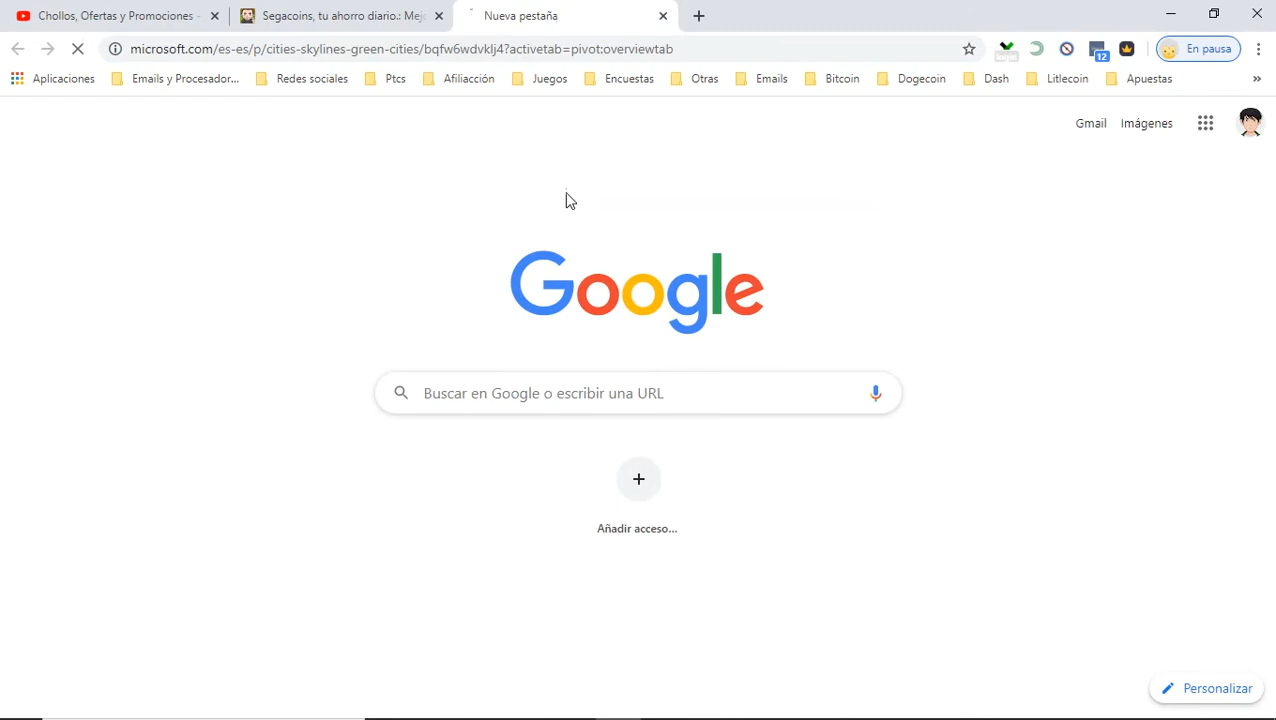 Chollos, Ofertas y Promociones -
Segacoins, tu ahorro diario.: Mejo
Nueva pestaña
microsoft.com/es-es/p/cities-skylines-green-cities/bqfw6wdvklj4?activetab=pivot:overviewtab
12
En pausa
Aplicaciones
Emails y Procesador...
Redes sociales
Ptcs
Afiliacción
Juegos
Encuestas
Otras
Emails
Bitcoin
Dogecoin
Dash
Litlecoin
Apuestas
»
Gmail
Imágenes
Google
Buscar en Google o escribir una URL
Añadir acceso...
Personalizar